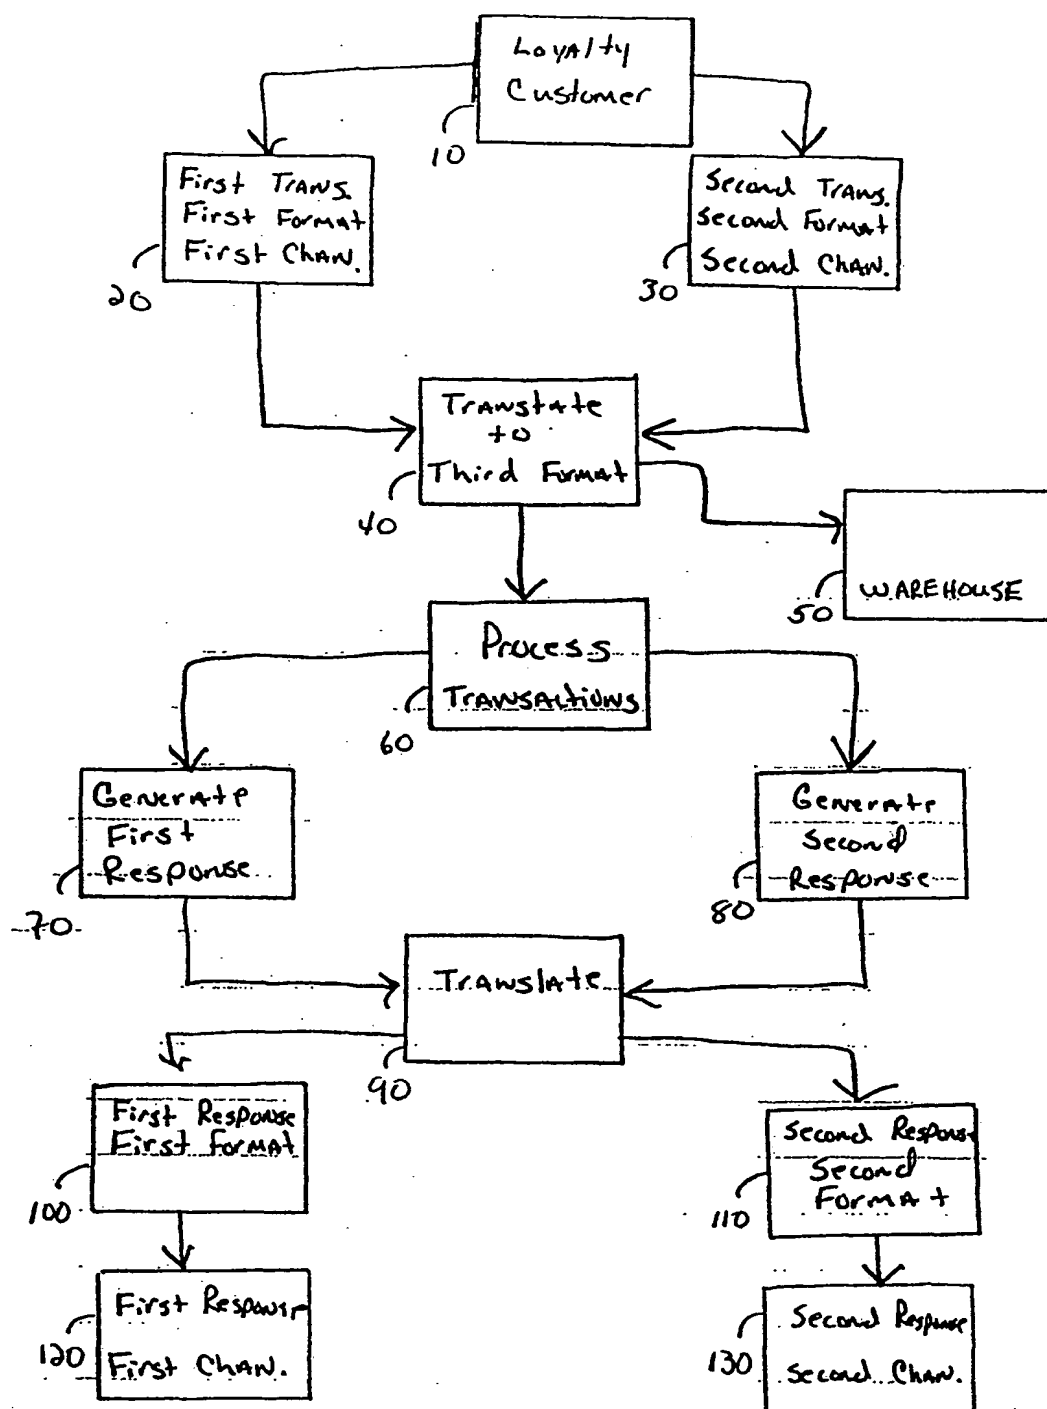 Loyalty
Customer
10
First Trans.
First Format
First Chan.
20
Second Trans.
Second Format
Second Chan.
30
Translate
to
Third Format
40
WAREHOUSE
50
Process
Transactions
60
Generate
First
Response
70
Generate
Second
Response
80
Translate
90
First Response
First Format
100
Second Response
Second
Format
110
First Response
First Chan.
120
Second Response
Second Chan.
130